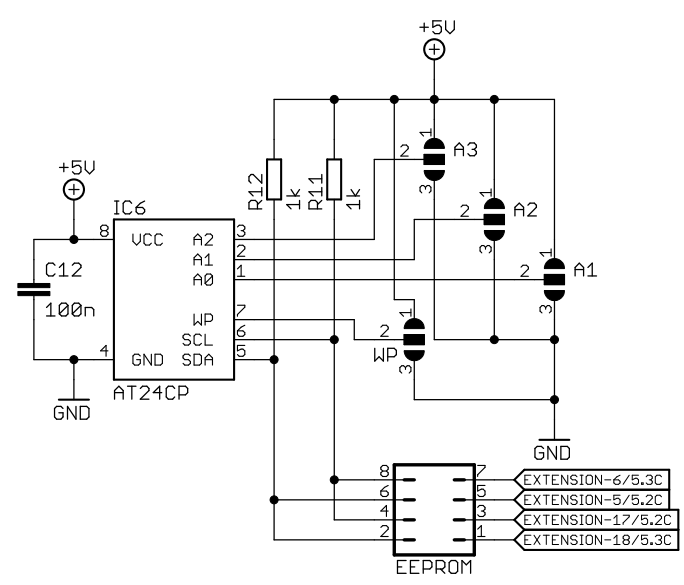 +5V
1
2
A3
3
+5V
R12
1k
R11
1k
1
2
A2
3
IC6
8
VCC
A2
3
A1
2
A0
1
1
2
A1
3
C12
100n
WP
7
SCL
6
1
2
WP
3
4
GND
SDA
5
AT24CP
GND
GND
8
7
EXTENSION-6/5.3C
6
5
EXTENSION-5/5.2C
4
3
EXTENSION-17/5.2C
2
1
EXTENSION-18/5.3C
EEPROM